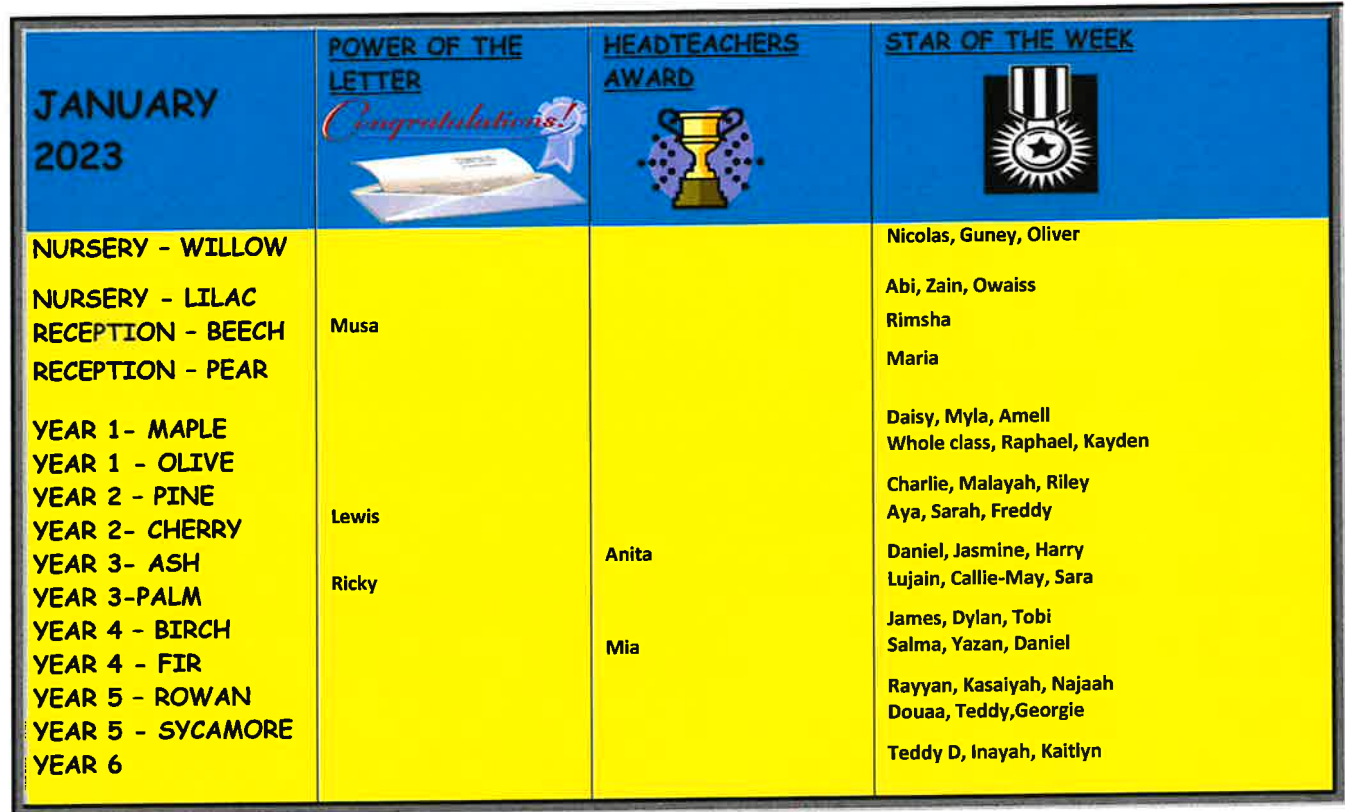 JANUARY
2023
POWER OF THE
LETTER
Congratulations!
HEADTEACHERS
AWARD
STAR OF THE WEEK
NURSERY - WILLOW
Nicolas, Guney, Oliver
NURSERY - LILAC
Abi, Zain, Owaiss
RECEPTION - BEECH
Musa
Rimsha
RECEPTION - PEAR
Maria
YEAR 1- MAPLE
Daisy, Myla, Amell
YEAR 1 - OLIVE
Whole class, Raphael, Kayden
YEAR 2 - PINE
Charlie, Malayah, Riley
YEAR 2- CHERRY
Lewis
Aya, Sarah, Freddy
YEAR 3- ASH
Anita
Daniel, Jasmine, Harry
YEAR 3-PALM
Ricky
Lujain, Callie-May, Sara
YEAR 4 - BIRCH
James, Dylan, Tobi
YEAR 4 - FIR
Mia
Salma, Yazan, Daniel
YEAR 5 - ROWAN
Rayyan, Kasaiyah, Najaah
YEAR 5 - SYCAMORE
Douaa, Teddy,Georgie
YEAR 6
Teddy D, Inayah, Kaitlyn